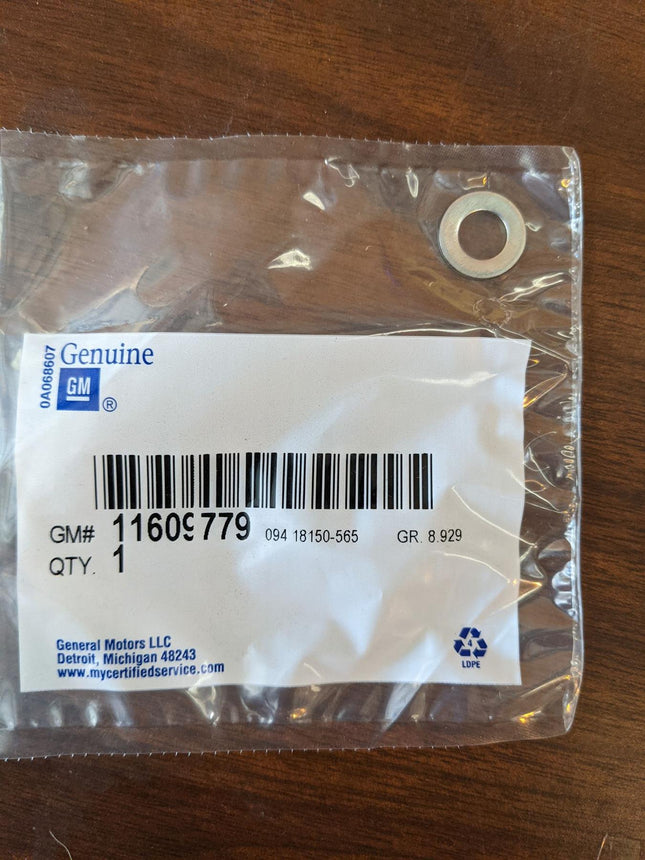 0A068607
Genuine
GM
®
GM# 11609779 094 18150-565 GR. 8.929
QTY. 1
General Motors LLC
Detroit, Michigan 48243
www.mycertifiedservice.com
4
LDPE